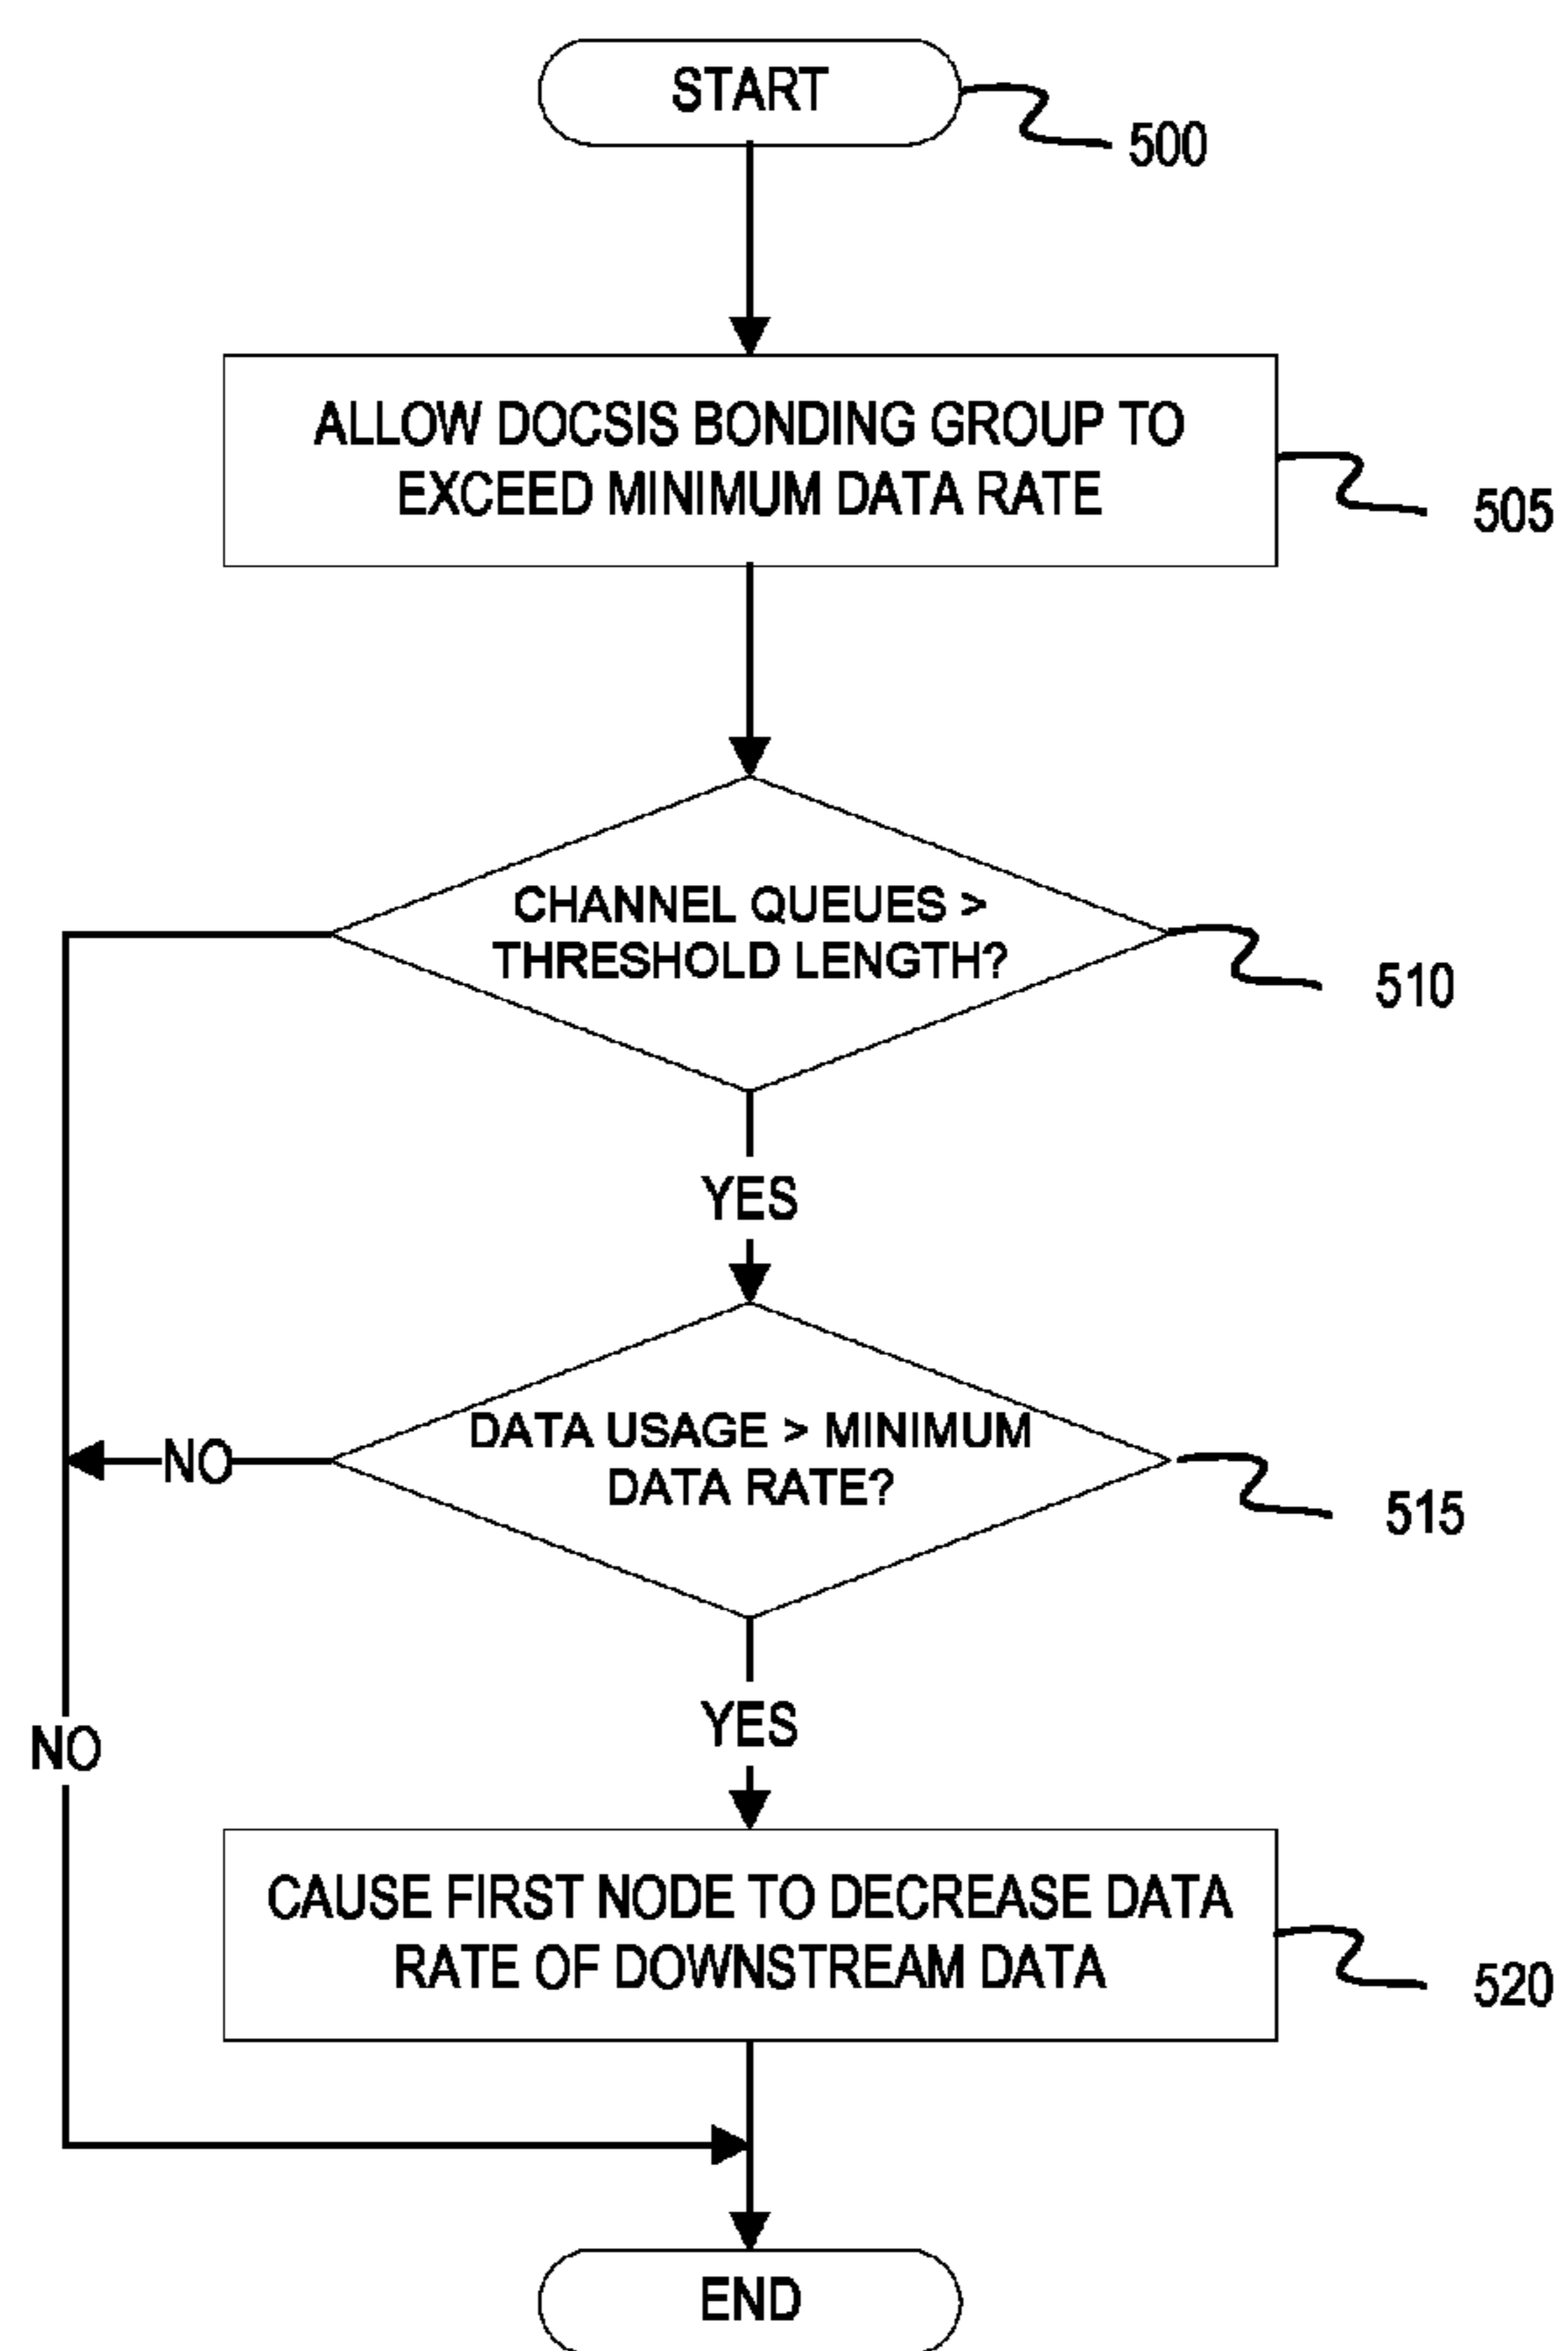 START
500
ALLOW DOCSIS BONDING GROUP TO
EXCEED MINIMUM DATA RATE
505
CHANNEL QUEUES >
THRESHOLD LENGTH?
510
YES
DATA USAGE > MINIMUM
DATA RATE?
NO
515
YES
NO
CAUSE FIRST NODE TO DECREASE DATA
RATE OF DOWNSTREAM DATA
520
END